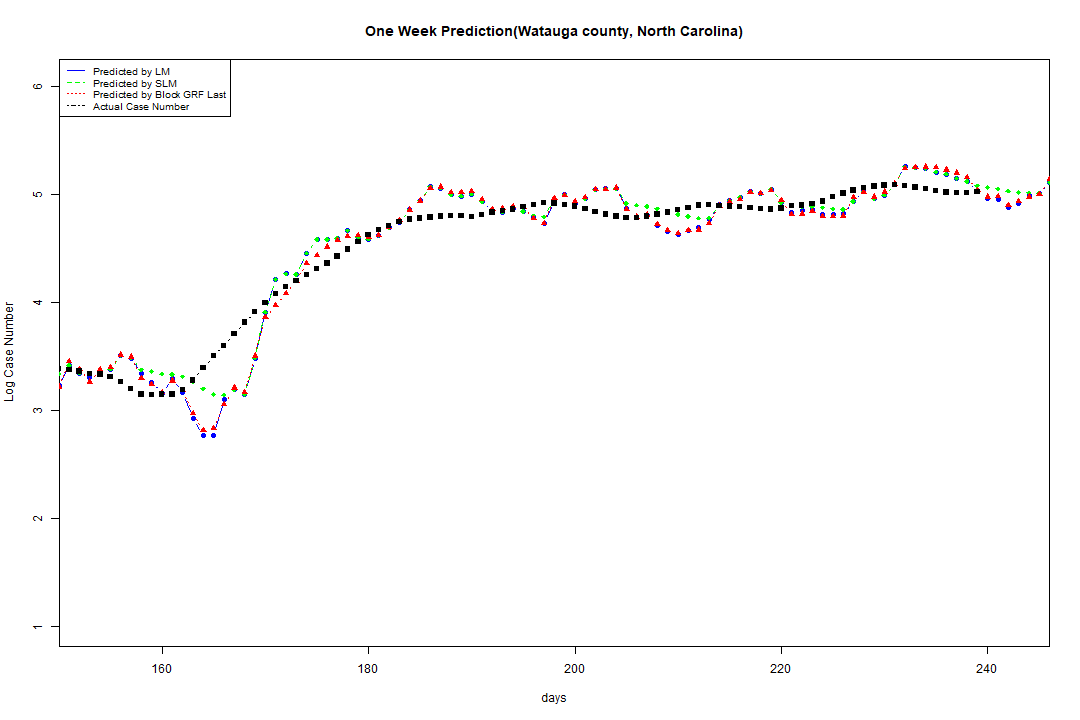 One Week Prediction(Watauga county, North Carolina)
Predicted by LM
Predicted by SLM
Predicted by Block GRF Last
Actual Case Number
6
5
4
3
2
1
Log Case Number
160 180 200 220 240
days